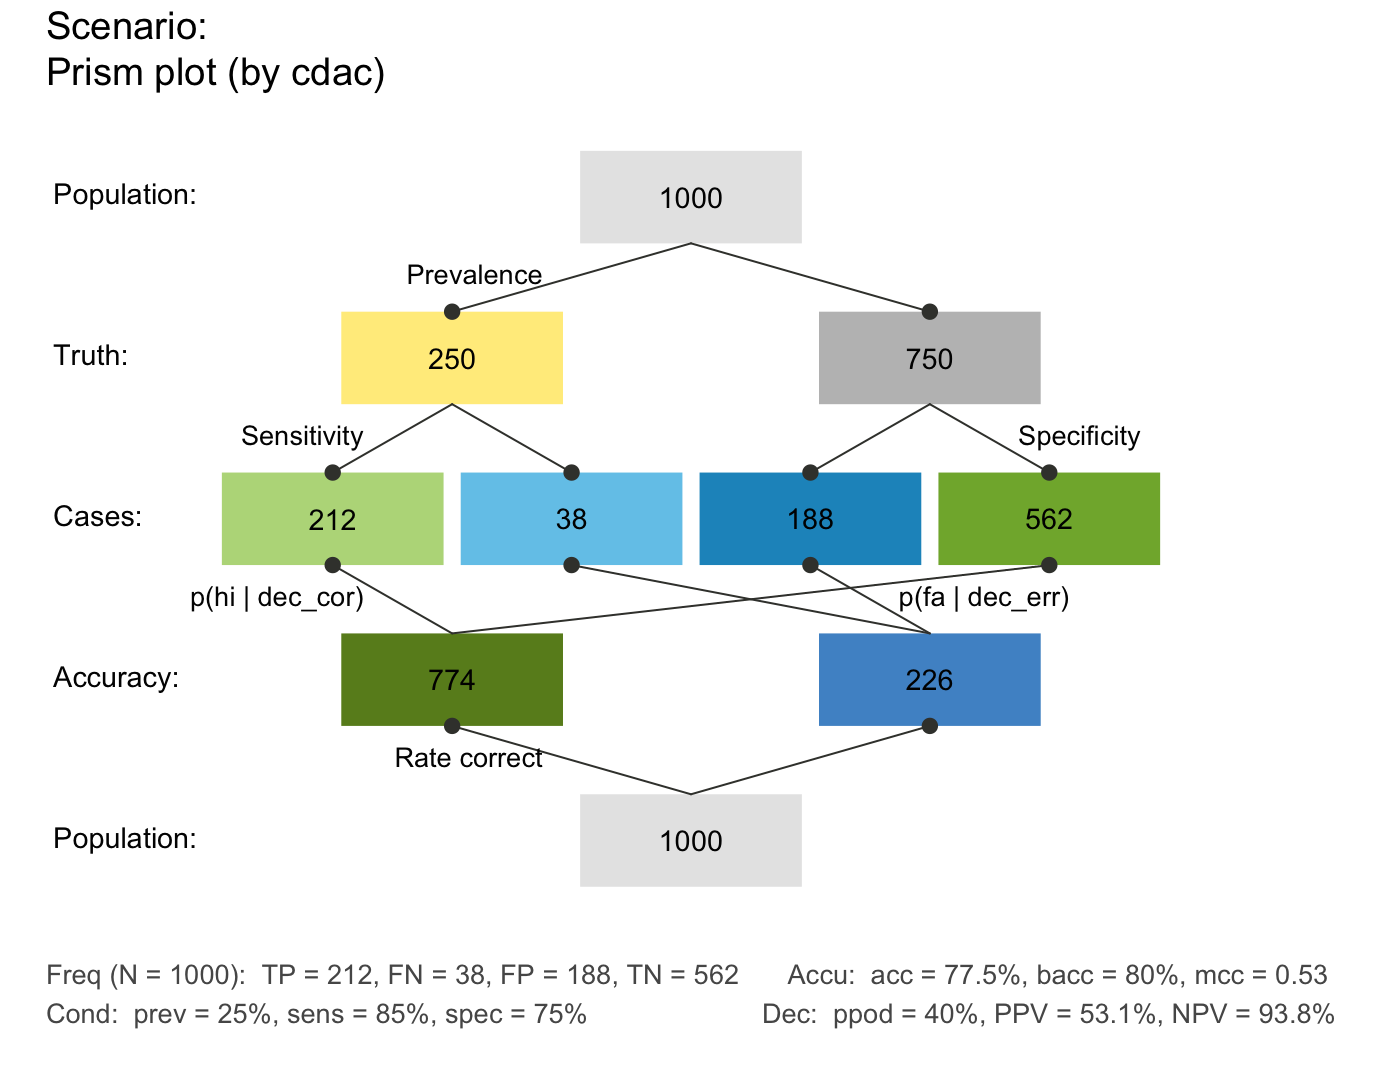 Scenario:
Prism plot (by cdac)
Population:
1000
Prevalence
Truth:
250
750
Sensitivity
Specificity
Cases:
212
38
188
562
p(hi | dec_cor)
p(fa | dec_err)
Accuracy:
774
226
Rate correct
Population:
1000
Freq (N = 1000):  TP = 212, FN = 38, FP = 188, TN = 562
Accu:  acc = 77.5%, bacc = 80%, mcc = 0.53
Cond:  prev = 25%, sens = 85%, spec = 75%
Dec:  ppod = 40%, PPV = 53.1%, NPV = 93.8%